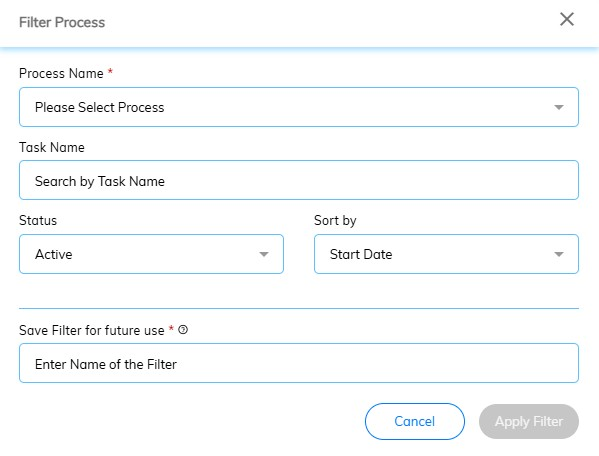 Filter Process
Process Name *
Please Select Process
Task Name
Search by Task Name
Status
Sort by
Active
Start Date
Save Filter for future use * ?
Enter Name of the Filter
Cancel
Apply Filter